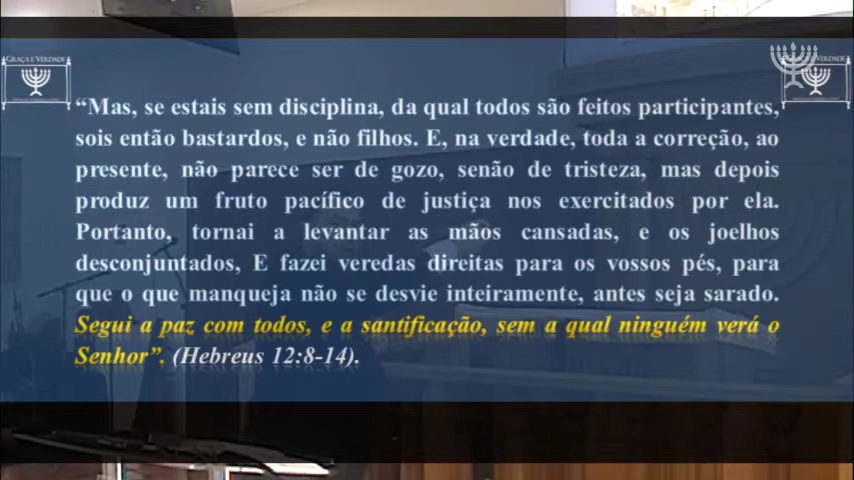 GRAÇA E VERDADE
GRAÇA E VERDADE
“Mas, se estais sem disciplina, da qual todos são feitos participantes,
sois então bastardos, e não filhos. E, na verdade, toda a correção, ao
presente, não parece ser de gozo, senão de tristeza, mas depois
produz um fruto pacífico de justiça nos exercitados por ela.
Portanto, tornai a levantar as mãos cansadas, e os joelhos
desconjuntados, E fazei veredas direitas para os vossos pés, para
que o que manqueja não se desvie inteiramente, antes seja sarado.
Segui a paz com todos, e a santificação, sem a qual ninguém verá o
Senhor”. (Hebreus 12:8-14).